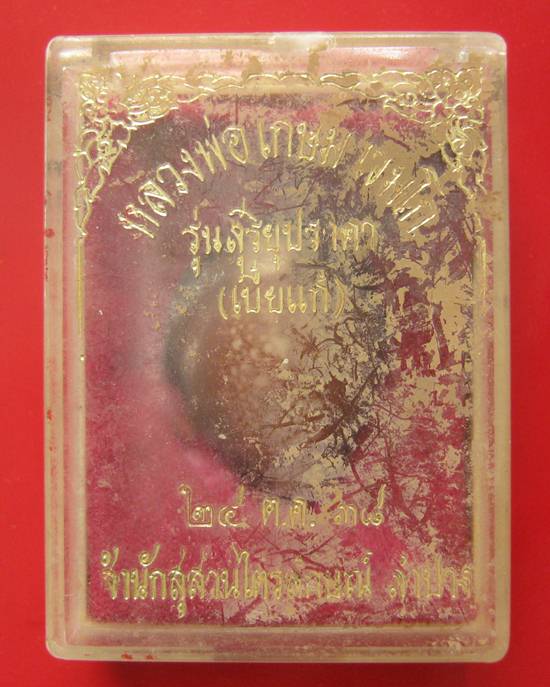 หลวงพ่อเกษม เขมโก
รุ่นสุริยุปราคา
(เบี้ยแก้)
๒๔ ต.ค. ๓๘
สำนักสุสานไตรลักษณ์ ลำปาง